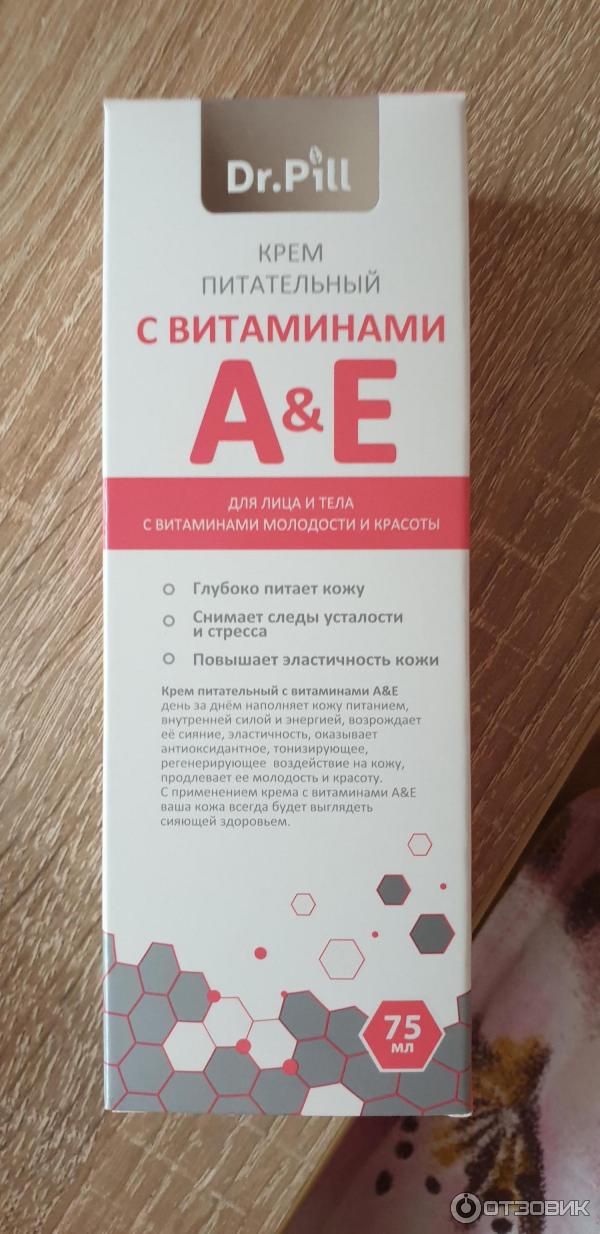 Dr.Pill
КРЕМ
ПИТАТЕЛЬНЫЙ
С ВИТАМИНАМИ
A&E
ДЛЯ ЛИЦА И ТЕЛА
С ВИТАМИНАМИ МОЛОДОСТИ И КРАСОТЫ
Глубоко питает кожу
Снимает следы усталости
и стресса
Повышает эластичность кожи
Крем питательный с витаминами А&Е
день за днём наполняет кожу питанием,
внутренней силой и энергией, возрождает
её сияние, эластичность, оказывает
антиоксидантное, тонизирующее,
регенерирующее воздействие на кожу,
продлевает ее молодость и красоту.
С применением крема с витаминами А&Е
ваша кожа всегда будет выглядеть
сияющей здоровьем.
75
мл
ОТЗОВИК